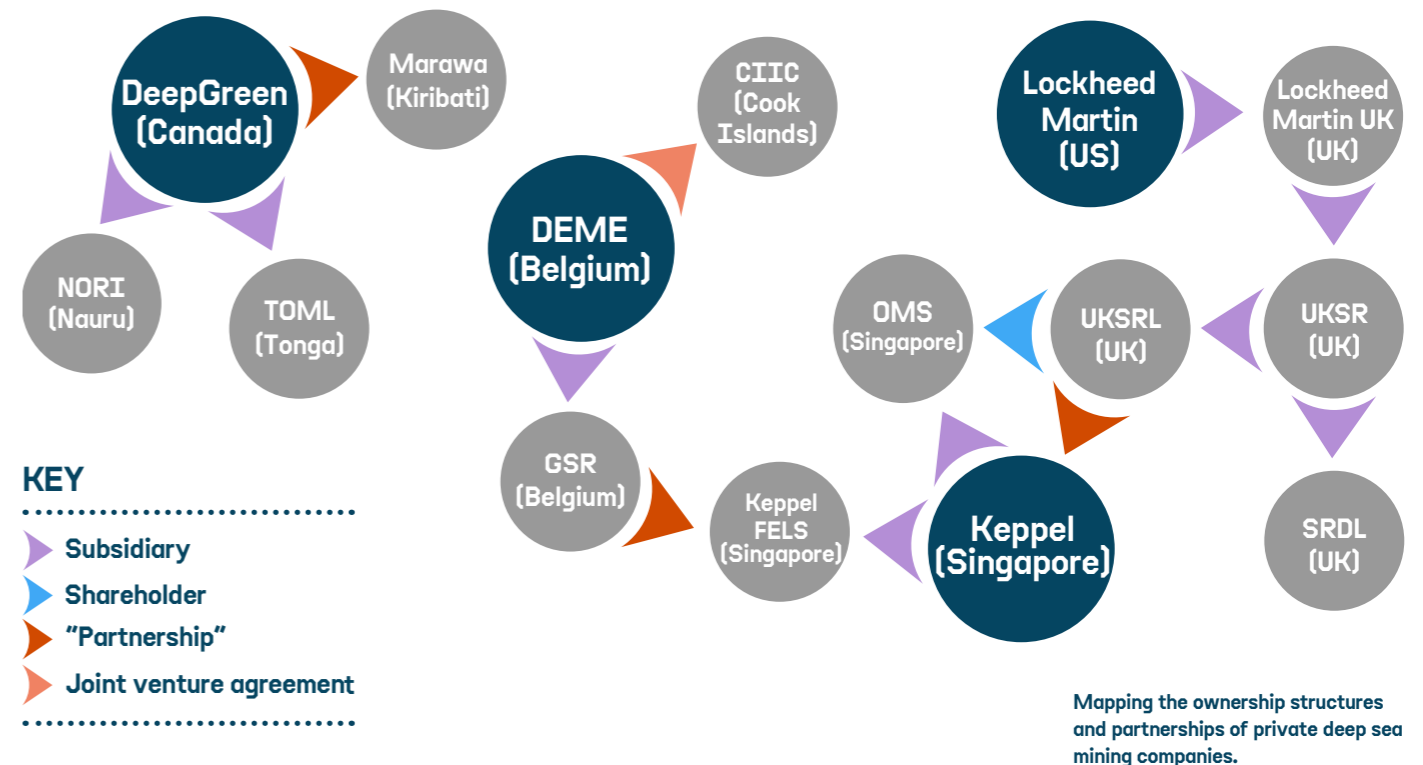 DeepGreen
(Canada)
Marawa
(Kiribati)
NORI
(Nauru)
TOML
(Tonga)
CIIC
(Cook
Islands)
DEME
(Belgium)
GSR
(Belgium)
Keppel
FELS
(Singapore)
Lockheed
Martin
(US)
Lockheed
Martin UK
(UK)
OMS
(Singapore)
UKSRL
(UK)
UKSR
(UK)
Keppel
(Singapore)
SRDL
(UK)
KEY
Subsidiary
Shareholder
"Partnership"
Joint venture agreement
Mapping the ownership structures
and partnerships of private deep sea
mining companies.